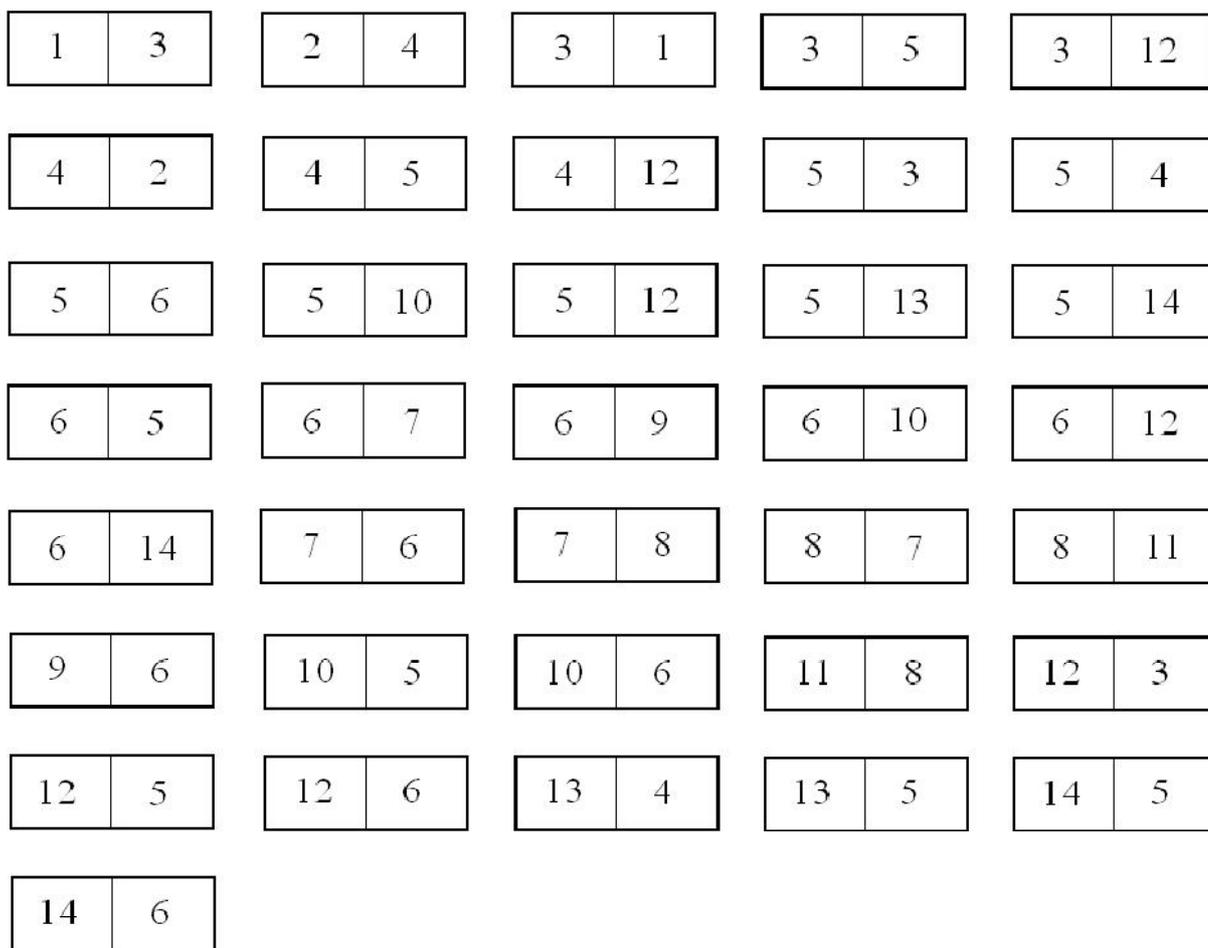 1 3 2 4 3 1 3 5 3 12
4 2 4 5 4 12 5 3 5 4
5 6 5 10 5 12 5 13 5 14
6 5 6 7 6 9 6 10 6 12
6 14 7 6 7 8 8 7 8 11
9 6 10 5 10 6 11 8 12 3
12 5 12 6 13 4 13 5 14 5
14 6